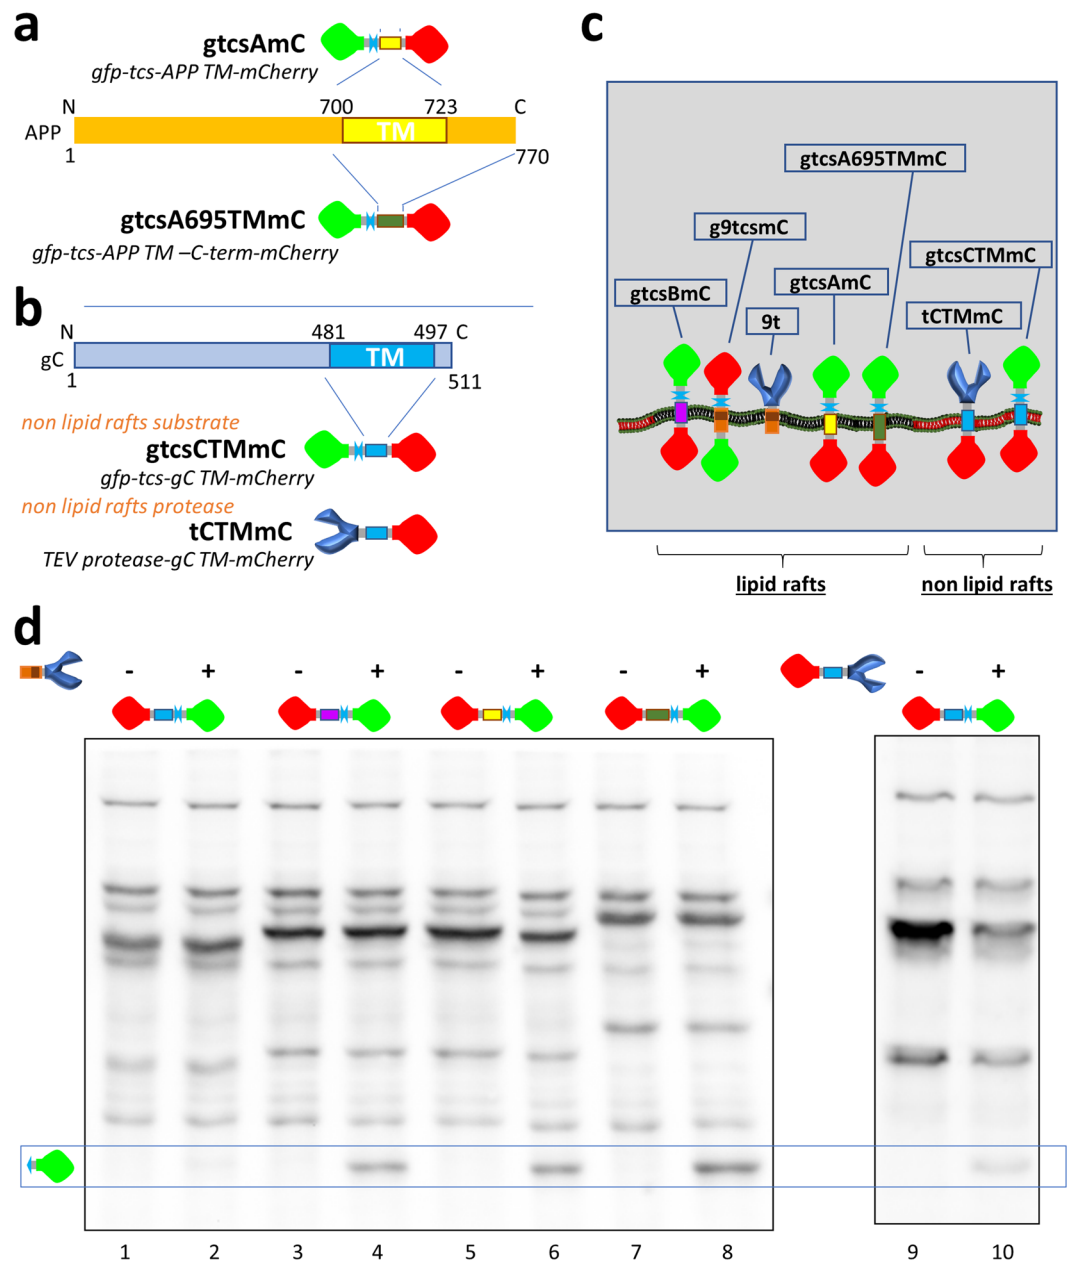 a
gtcsAmC
gfp-tcs-APP TM-mCherry
N 700 723 C
APP TM
1 770
gtcsA695TMmC
gfp-tcs-APP TM –C-term-mCherry
b
N 481 497 C
gC TM
1 511
non lipid rafts substrate
gtcsCTMmC
gfp-tcs-gC TM-mCherry
non lipid rafts protease
tCTMmC
TEV protease-gC TM-mCherry
c
gtcsA695TMmC
g9tcsmC
gtcsCTMmC
gtcsBmC
gtcsAmC
9t
tCTMmC
lipid rafts non lipid rafts
d
- + - + - + - + - +
1 2 3 4 5 6 7 8 9 10